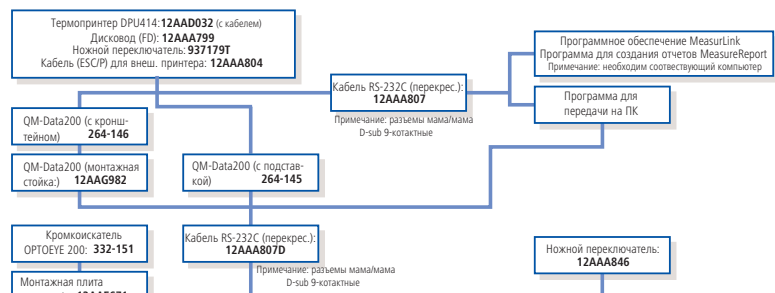 Термопринтер DPU414: 12AAD032 (с кабелем)
Дисковод (FD): 12AAA799
Ножной переключатель: 937179T
Кабель (ESC/P) для внеш. принтера: 12AAA804
Программное обеспечение MeasurLink
Программа для создания отчетов MeasureReport
Примечание: необходим соотвествующий компьютер
Кабель RS-232C (перекрес.):
12AAA807
Примечание: разъемы мама/мама
D-sub 9-котактные
Программа для
передачи на ПК
QM-Data200 (с кронш-
тейном) 264-146
QM-Data200 (монтажная
стойка:) 12AAG982
QM-Data200 (с подстав-
кой) 264-145
Кромкоискатель
OPTOEYE 200: 332-151
Кабель RS-232C (перекрес.):
12AAA807D
Примечание: разъемы мама/мама
D-sub 9-котактные
Ножной переключатель:
12AAA846
Монтажная плита